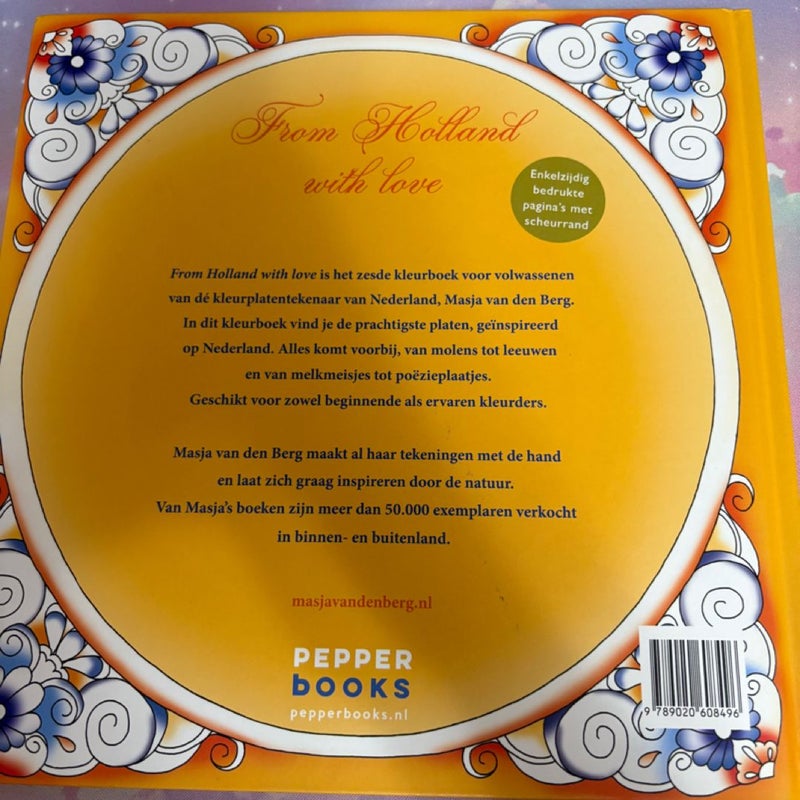 From Holland
with love
Enkelzijdig
bedrukte
pagina's met
scheurrand
From Holland with love is het zesde kleurboek voor volwassenen
van dé kleurplatentekenaar van Nederland, Masja van den Berg.
In dit kleurboek vind je de prachtigste platen, geïnspireerd
op Nederland. Alles komt voorbij, van molens tot leeuwen
en van melkmeisjes tot poëzieplaatjes.
Geschikt voor zowel beginnende als ervaren kleurders.
Masja van den Berg maakt al haar tekeningen met de hand
en laat zich graag inspireren door de natuur.
Van Masja's boeken zijn meer dan 50.000 exemplaren verkocht
in binnen- en buitenland.
masjavandenberg.nl
PEPPER
bOOKS
pepperbooks.nl
9 789020 608496